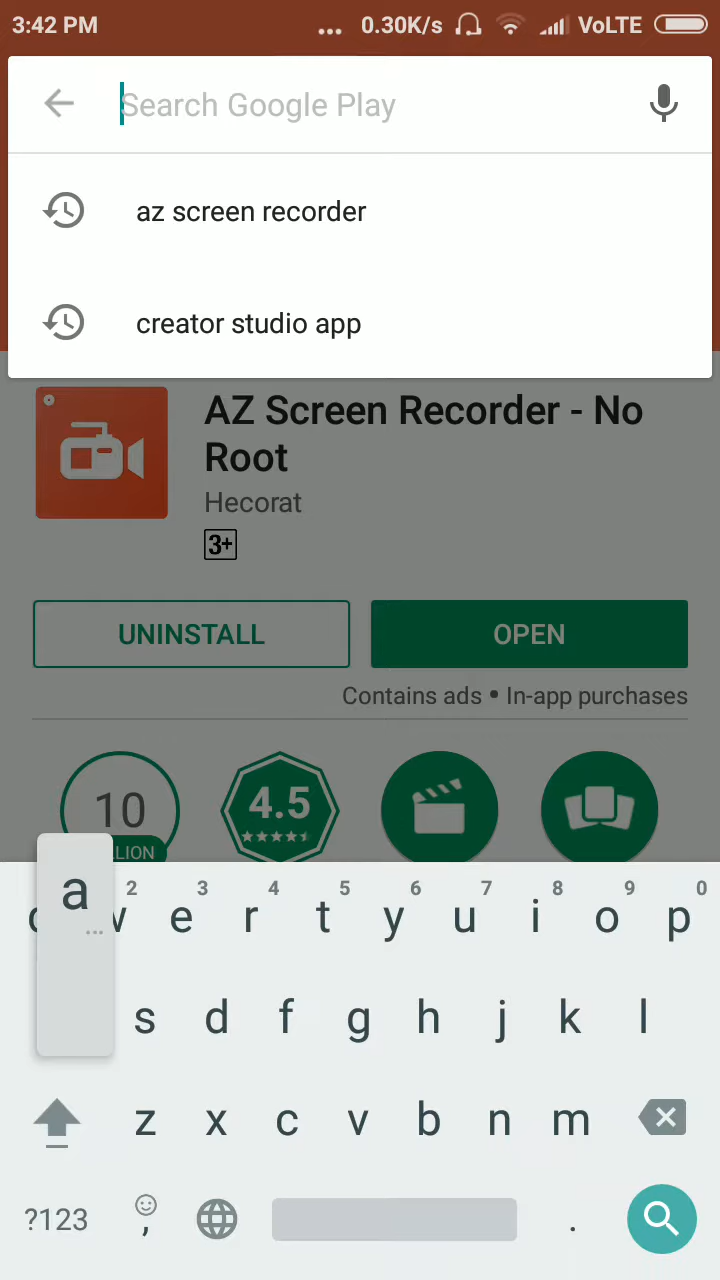 3:42 PM ... 0.30K/s VoLTE
Search Google Play
az screen recorder
creator studio app
AZ Screen Recorder - No
Root
Hecorat
3+
UNINSTALL OPEN
Contains ads • In-app purchases
10 4.5
2 3 4 5 6 7 8 9 0
a e r t y u i o p
s d f g h j k l
z x c v b n m
?123 , .